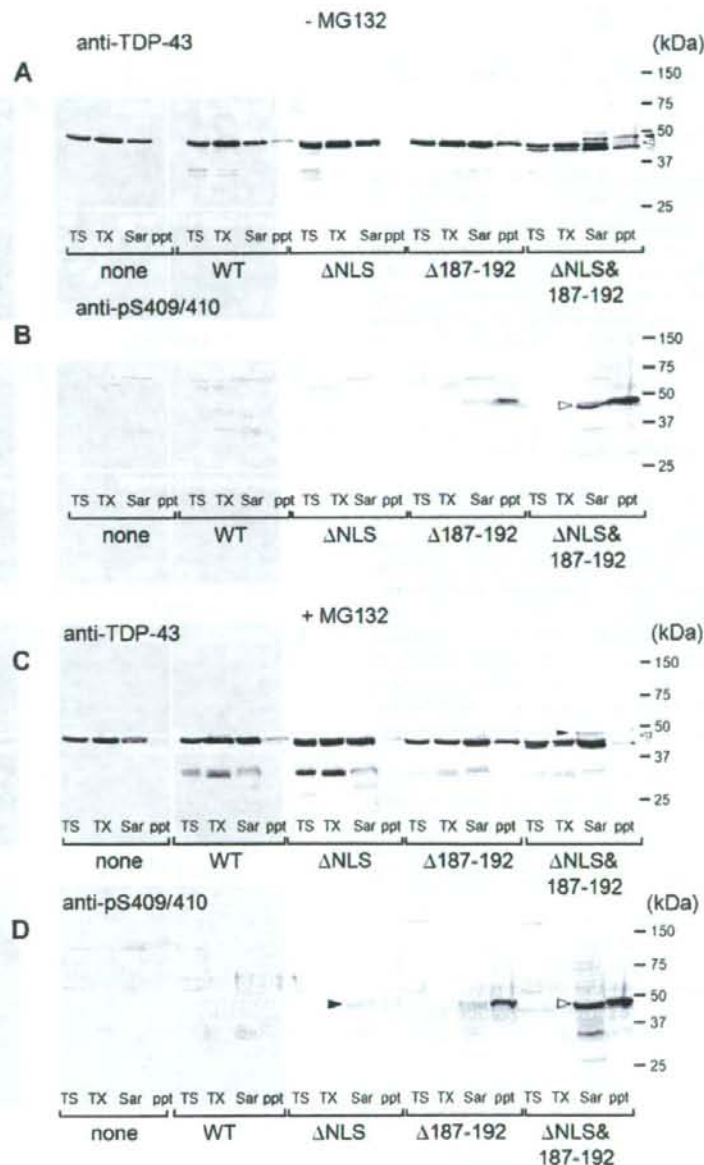 - MG132
anti-TDP-43
(kDa)
A
150
75
50
37
25
TS TX Sar ppt TS TX Sar ppt TS TX Sar ppt TS TX Sar ppt TS TX Sar ppt
none WT ΔNLS Δ187-192 ΔNLS&
187-192
anti-pS409/410
B
150
75
50
37
25
TS TX Sar ppt TS TX Sar ppt TS TX Sar ppt TS TX Sar ppt TS TX Sar ppt
none WT ΔNLS Δ187-192 ΔNLS&
187-192
+ MG132
anti-TDP-43
(kDa)
C
150
75
50
37
25
TS TX Sar ppt TS TX Sar ppt TS TX Sar ppt TS TX Sar ppt TS TX Sar ppt
none WT ΔNLS Δ187-192 ΔNLS&
187-192
anti-pS409/410
(kDa)
D
150
75
50
37
25
TS TX Sar ppt TS TX Sar ppt TS TX Sar ppt TS TX Sar ppt TS TX Sar ppt
none WT ΔNLS Δ187-192 ΔNLS&
187-192